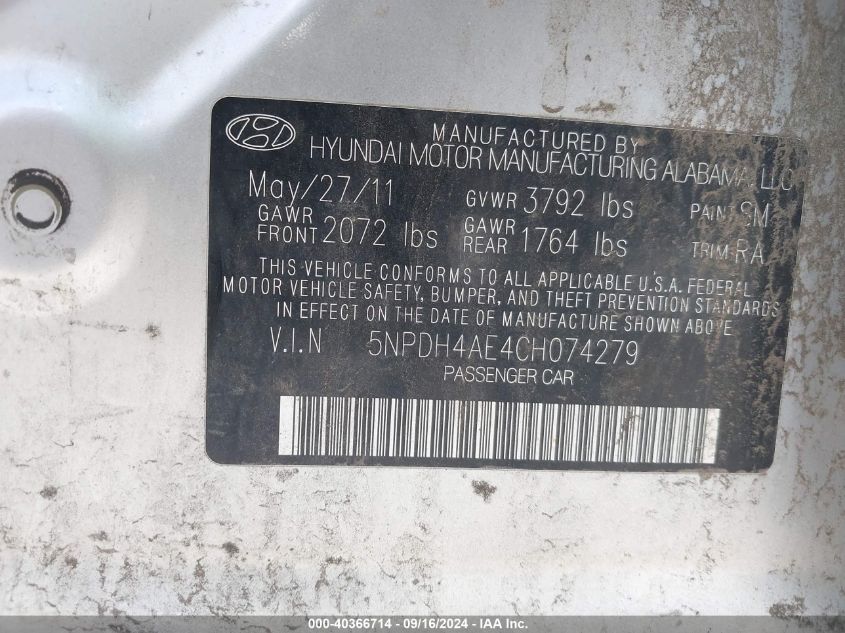 MANUFACTURED BY
HYUNDAI MOTOR MANUFACTURING ALABAMA, LLC
May/27/11 GVWR 3792 lbs PAINT SM
GAWR FRONT 2072 lbs GAWR REAR 1764 lbs TRIM RA
THIS VEHICLE CONFORMS TO ALL APPLICABLE U.S.A. FEDERAL
MOTOR VEHICLE SAFETY, BUMPER, AND THEFT PREVENTION STANDARDS
IN EFFECT ON THE DATE OF MANUFACTURE SHOWN ABOVE.
V.I.N 5NPDH4AE4CH074279
PASSENGER CAR
000-40366714 - 09/16/2024 - IAA Inc.